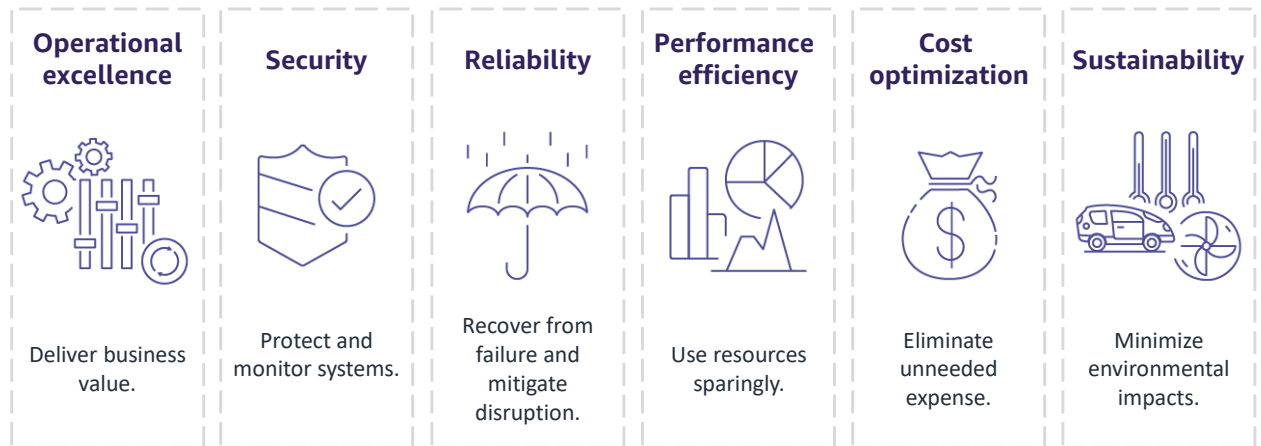 Operational
excellence
Security
Reliability
Performance
efficiency
Cost
optimization
Sustainability
$
Deliver business
value.
Protect and
monitor systems.
Recover from
failure and
mitigate
disruption.
Use resources
sparingly.
Eliminate
unneeded
expense.
Minimize
environmental
impacts.